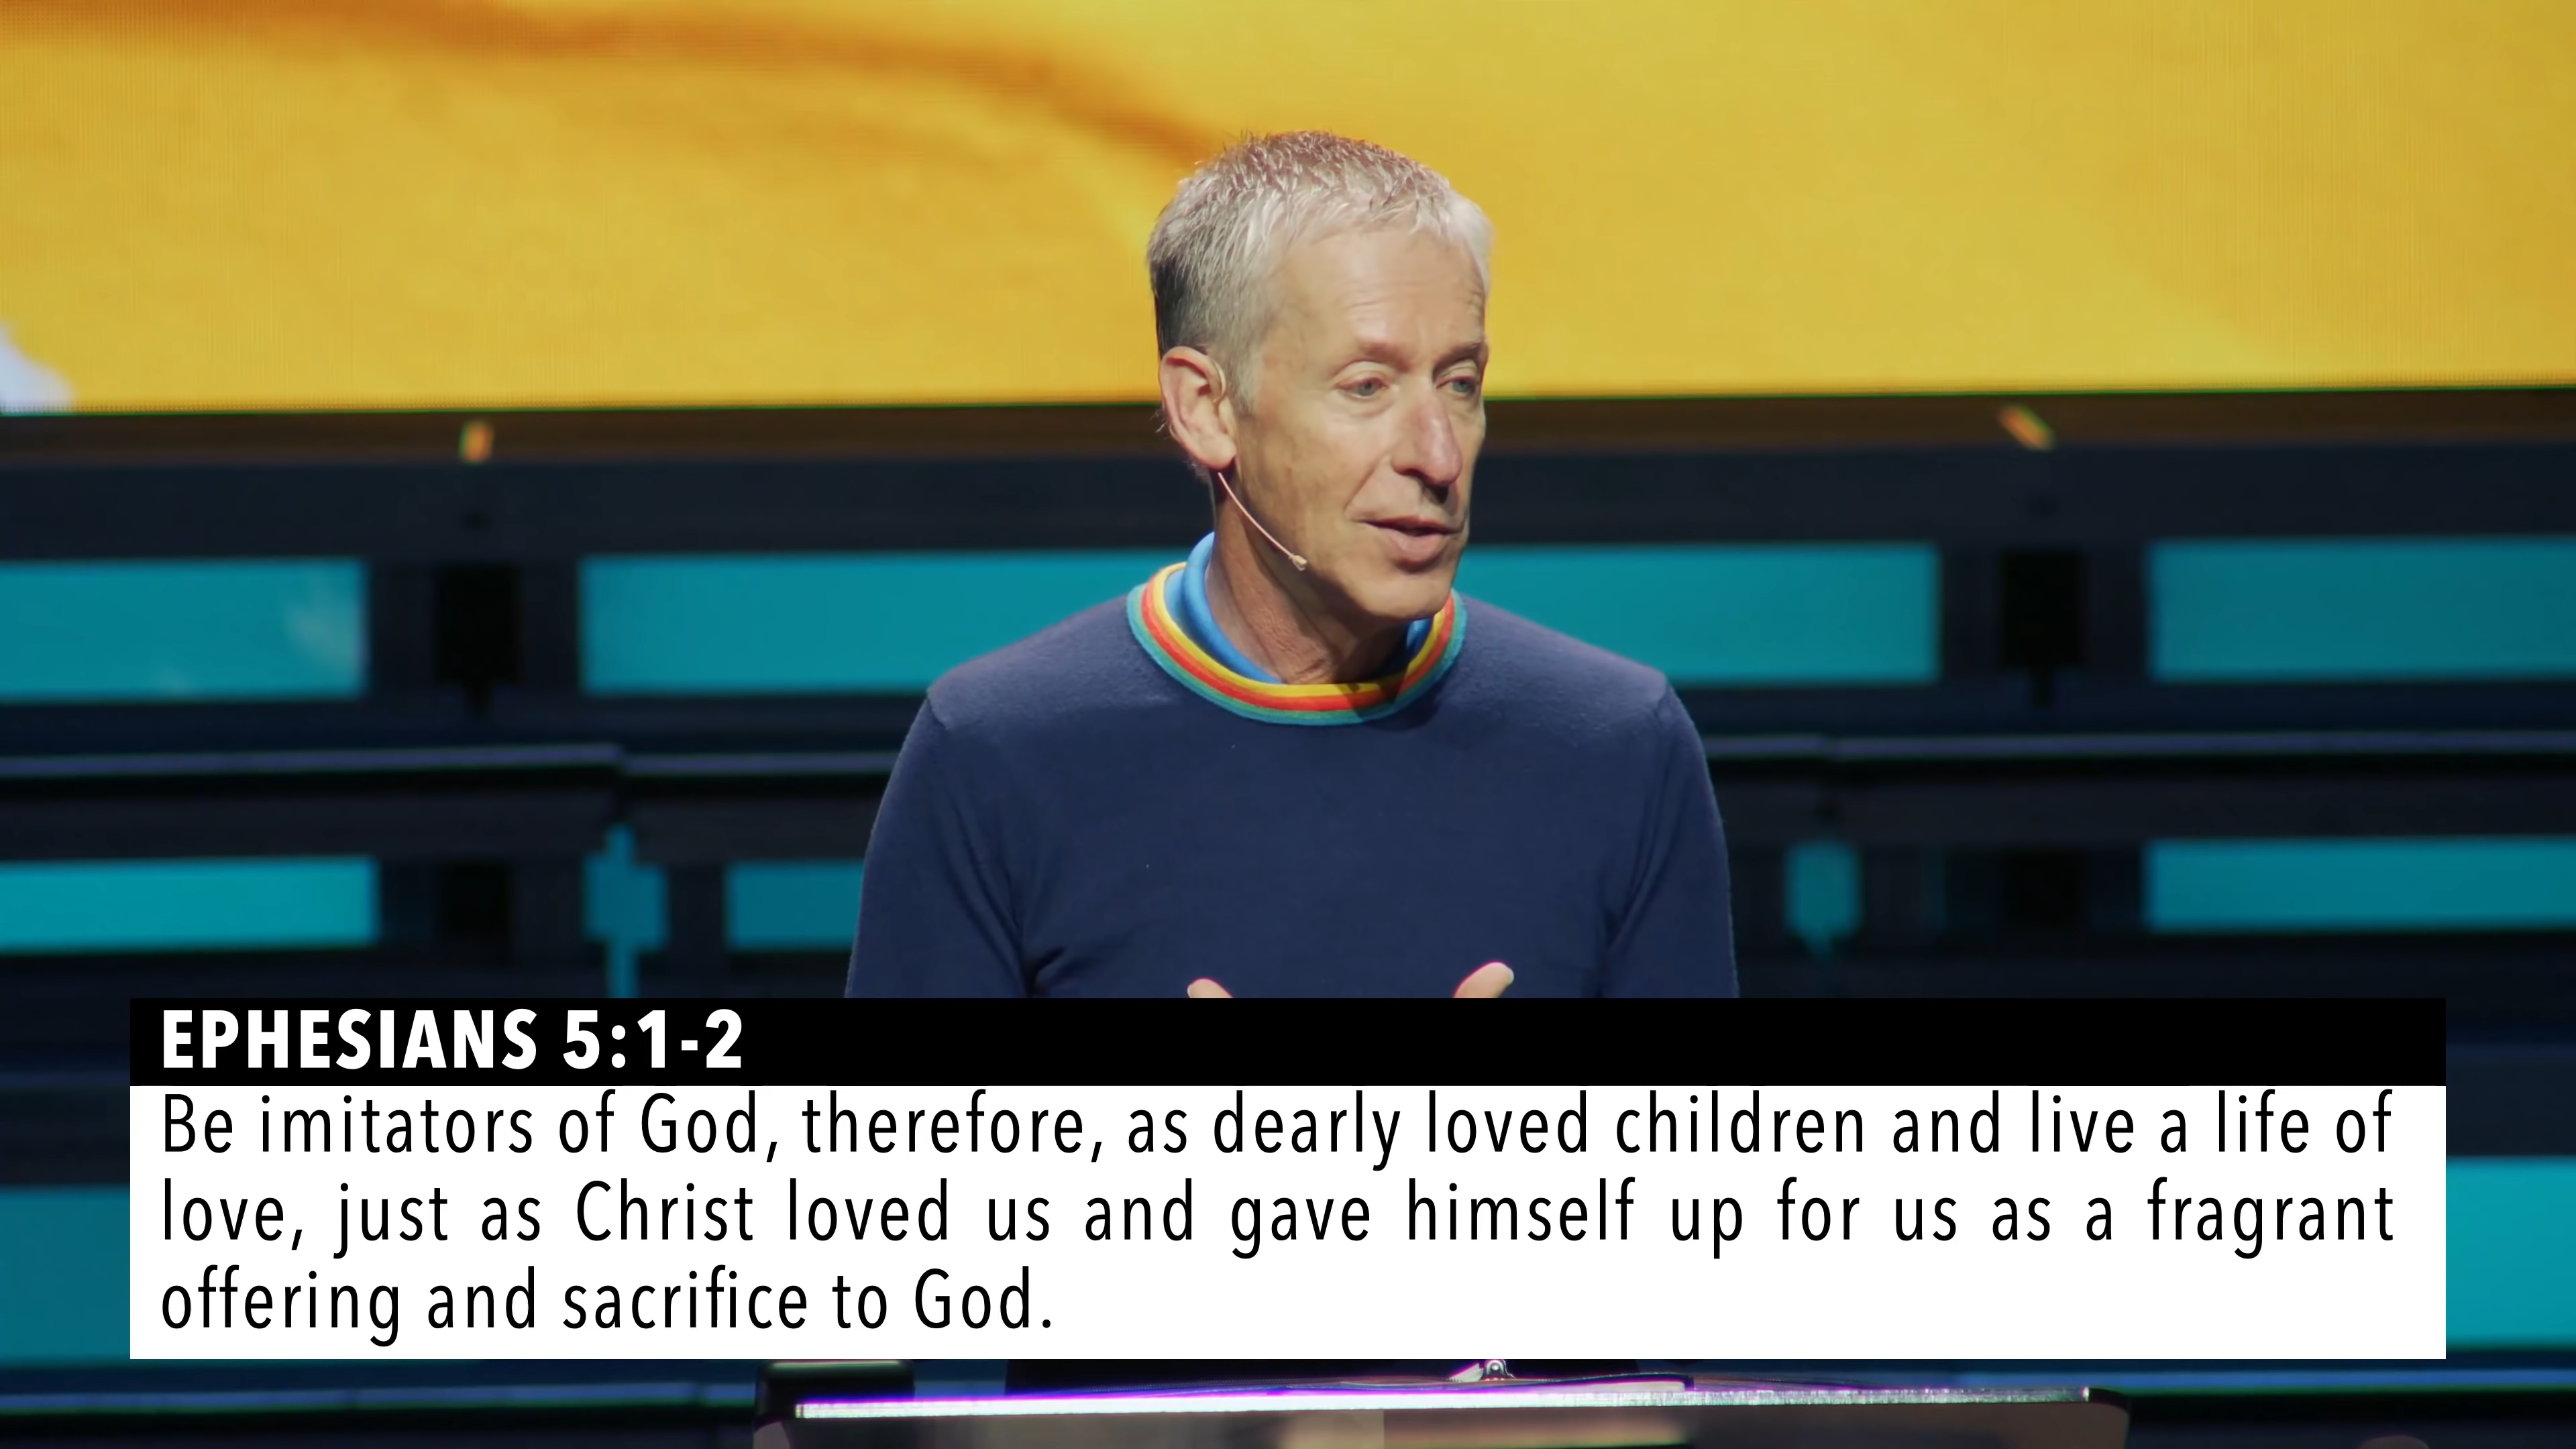 EPHESIANS 5:1-2
Be imitators of God, therefore, as dearly loved children and live a life of
love, just as Christ loved us and gave himself up for us as a fragrant
offering and sacrifice to God.